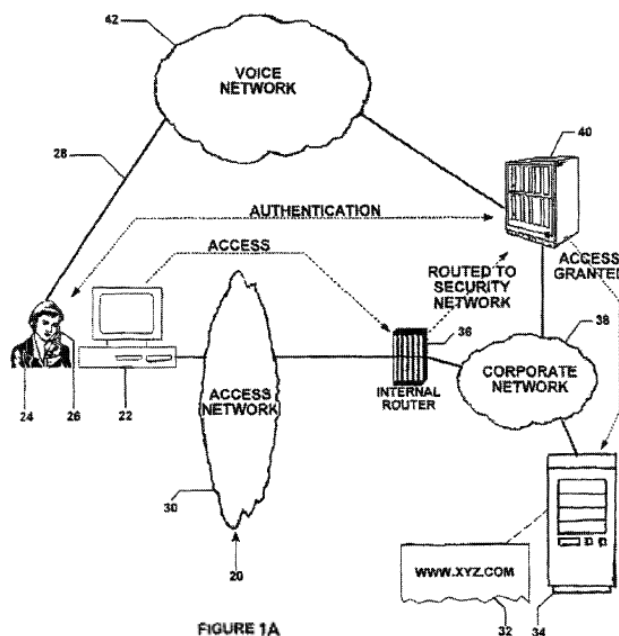 42
VOICE
NETWORK
40
28
AUTHENTICATION
ACCESS
ACCESS
GRANTED
ROUTED TO
SECURITY
NETWORK
36
38
INTERNAL
ROUTER
CORPORATE
NETWORK
24
26
22
ACCESS
NETWORK
30
20
WWW.XYZ.COM
32
34
FIGURE 1A